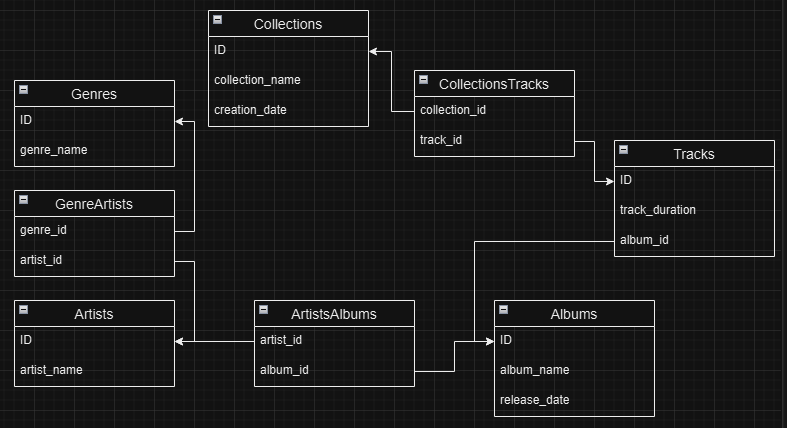 Collections
ID
collection_name
creation_date
CollectionsTracks
collection_id
track_id
Genres
ID
genre_name
Tracks
ID
track_duration
album_id
GenreArtists
genre_id
artist_id
Artists
ID
artist_name
ArtistsAlbums
artist_id
album_id
Albums
ID
album_name
release_date